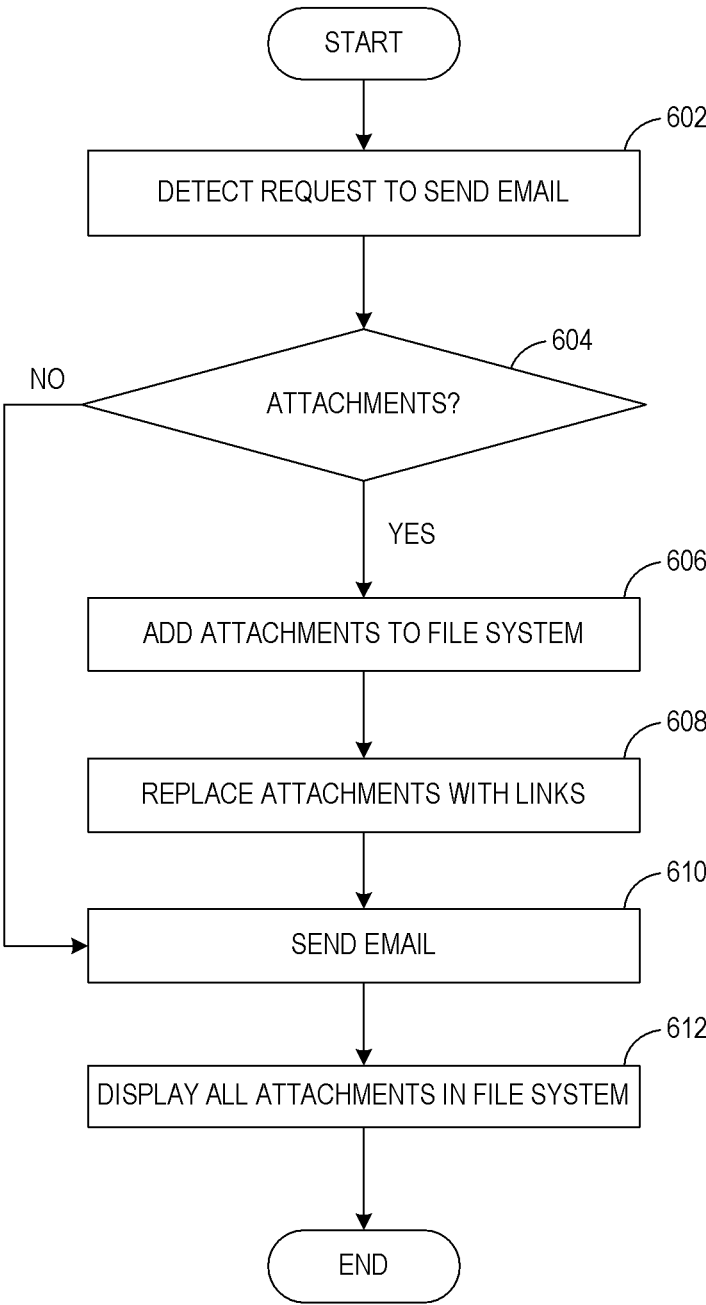 START
602
DETECT REQUEST TO SEND EMAIL
604
NO
ATTACHMENTS?
YES
606
ADD ATTACHMENTS TO FILE SYSTEM
608
REPLACE ATTACHMENTS WITH LINKS
610
SEND EMAIL
612
DISPLAY ALL ATTACHMENTS IN FILE SYSTEM
END